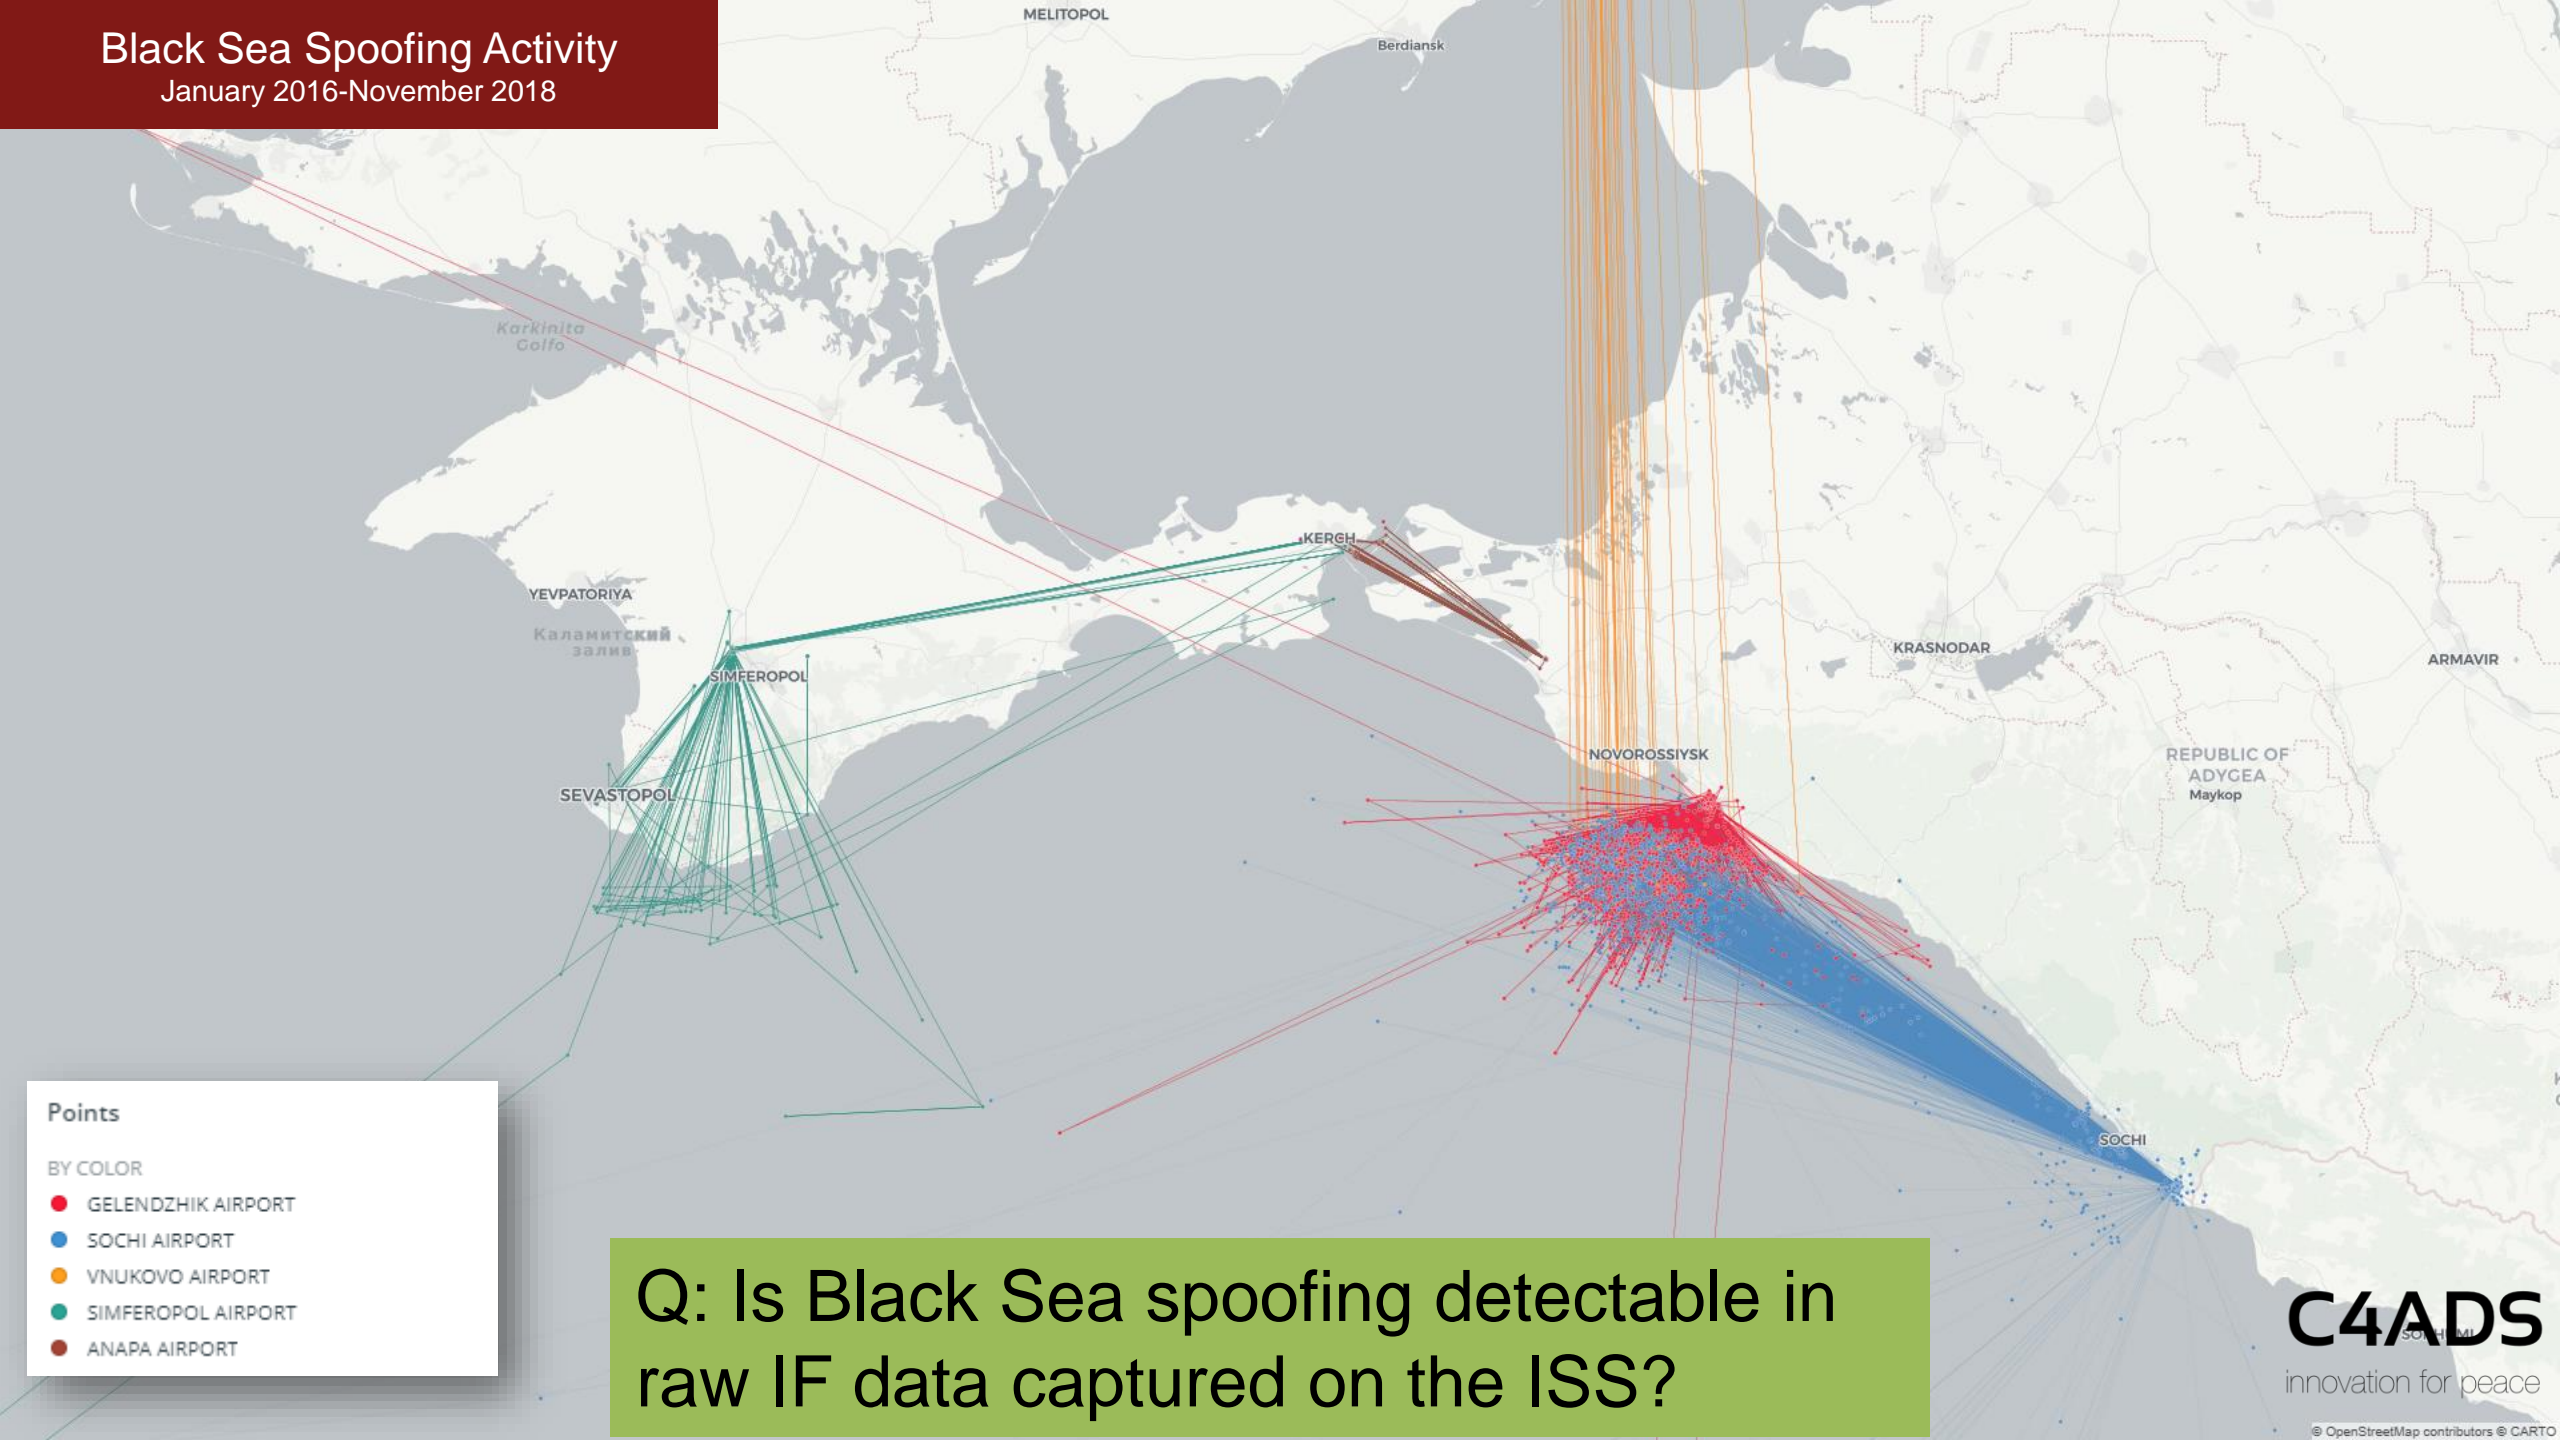 Black Sea Spoofing Activity
January 2016-November 2018
MELITOPOL
Berdiansk
Karkinita
Golfo
KERCH
YEVPATORIYA
Каламитский
залив
SIMFEROPOL
KRASNODAR
ARMAVIR
NOVOROSSIYSK
REPUBLIC OF
ADYGEA
Maykop
SEVASTOPOL
SOCHI
Points
BY COLOR
GELENDZHIK AIRPORT
SOCHI AIRPORT
VNUKOVO AIRPORT
SIMFEROPOL AIRPORT
ANAPA AIRPORT
Q: Is Black Sea spoofing detectable in
raw IF data captured on the ISS?
C4ADS
innovation for peace
© OpenStreetMap contributors © CARTO